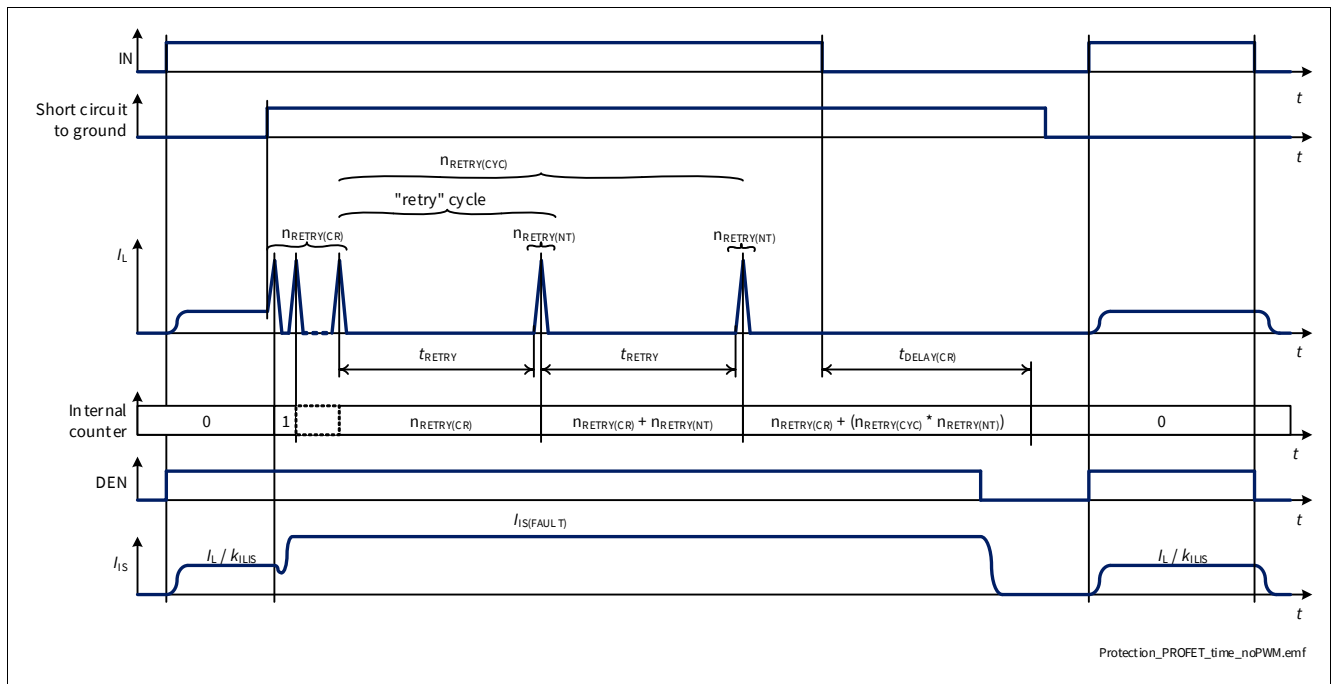 IN
t
Short circuit
to ground
t
nRETRY(CYC)
"retry" cycle
nRETRY(CR)
nRETRY(NT)
nRETRY(NT)
IL
t
tRETRY
tRETRY
tDELAY(CR)
Internal
counter
0
1
nRETRY(CR)
nRETRY(CR) + nRETRY(NT)
nRETRY(CR) + (nRETRY(CYC) * nRETRY(NT))
0
t
DEN
t
IIS(FAULT)
IIS
IL / kILIS
IL / kILIS
t
Protection_PROFET_time_noPWM.emf